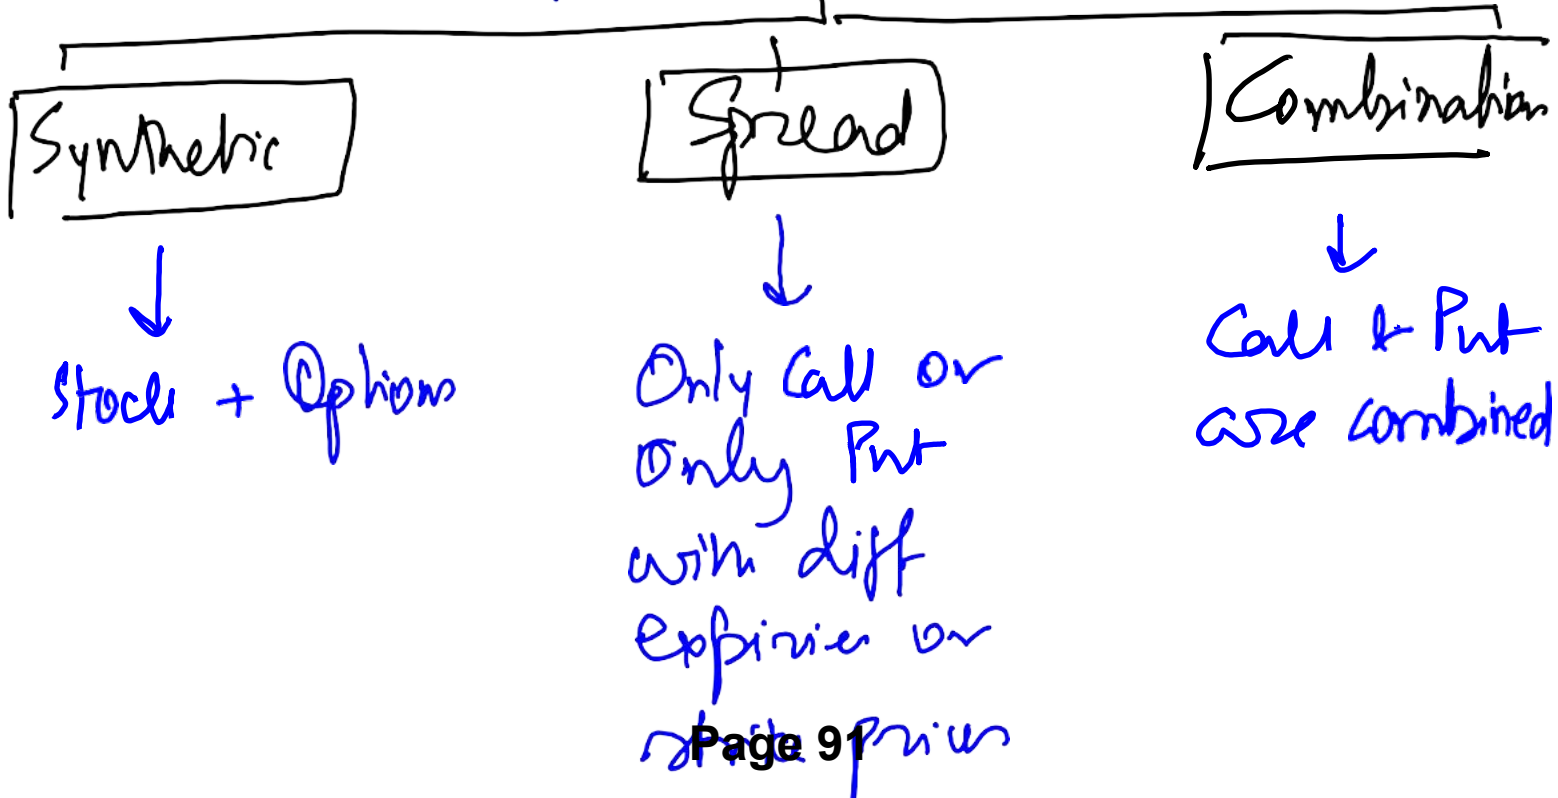 Synthetic
Spread
Combination
Stock + Options
Only Call or
Only Put
with diff
expiries or
strike prices
Call & Put
are combined
Page 91